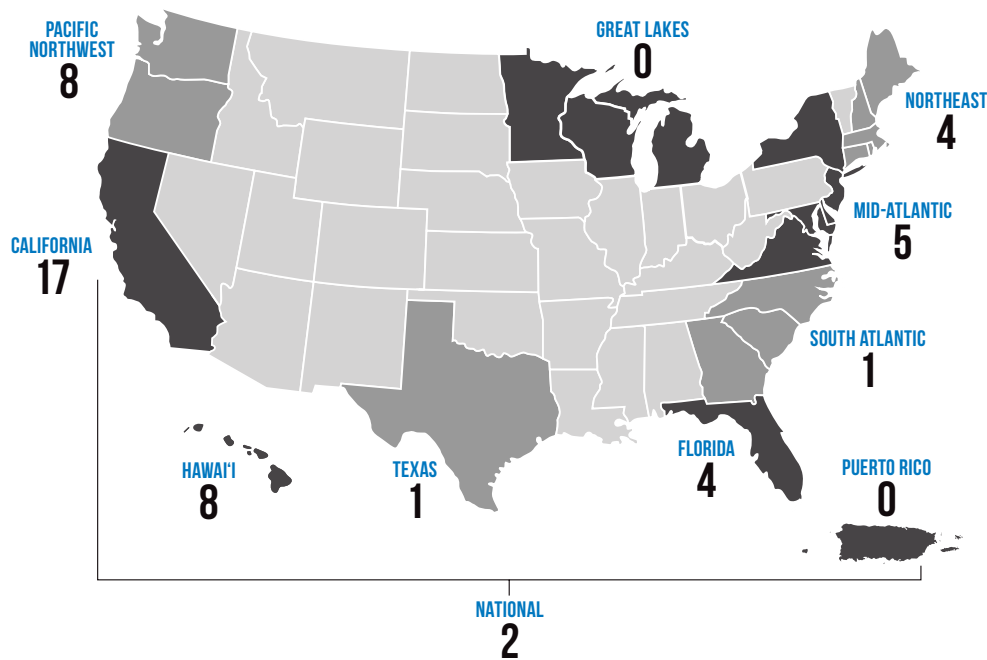 PACIFIC
NORTHWEST
8
GREAT LAKES
0
NORTHEAST
4
MID-ATLANTIC
5
CALIFORNIA
17
SOUTH ATLANTIC
1
HAWAIʻI
8
TEXAS
1
FLORIDA
4
PUERTO RICO
0
NATIONAL
2